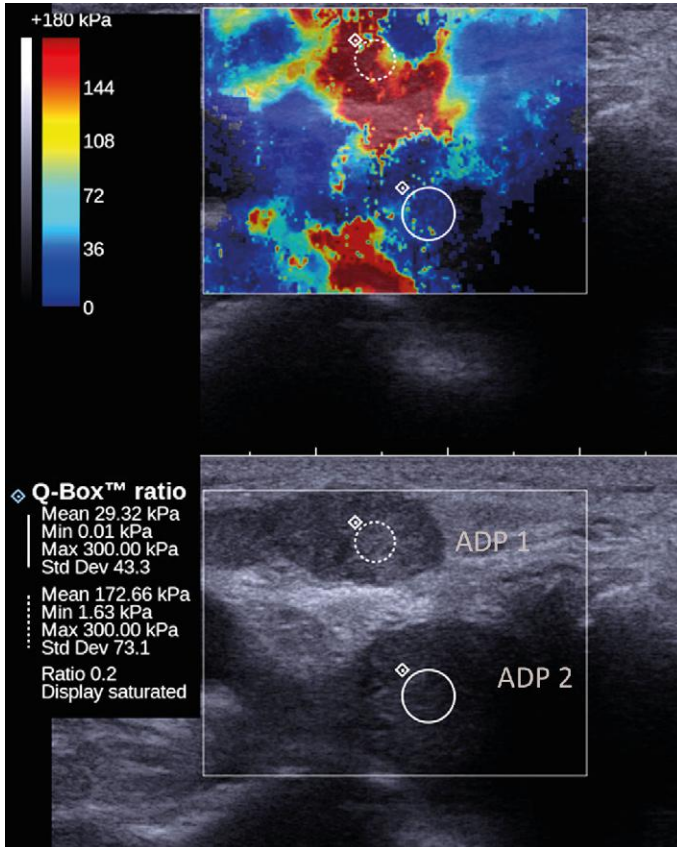 +180 kPa
144
108
72
36
0
Q-Box™ ratio
Mean 29.32 kPa
Min 0.01 kPa
Max 300.00 kPa
Std Dev 43.3
Mean 172.66 kPa
Min 1.63 kPa
Max 300.00 kPa
Std Dev 73.1
Ratio 0.2
Display saturated
ADP 1
ADP 2